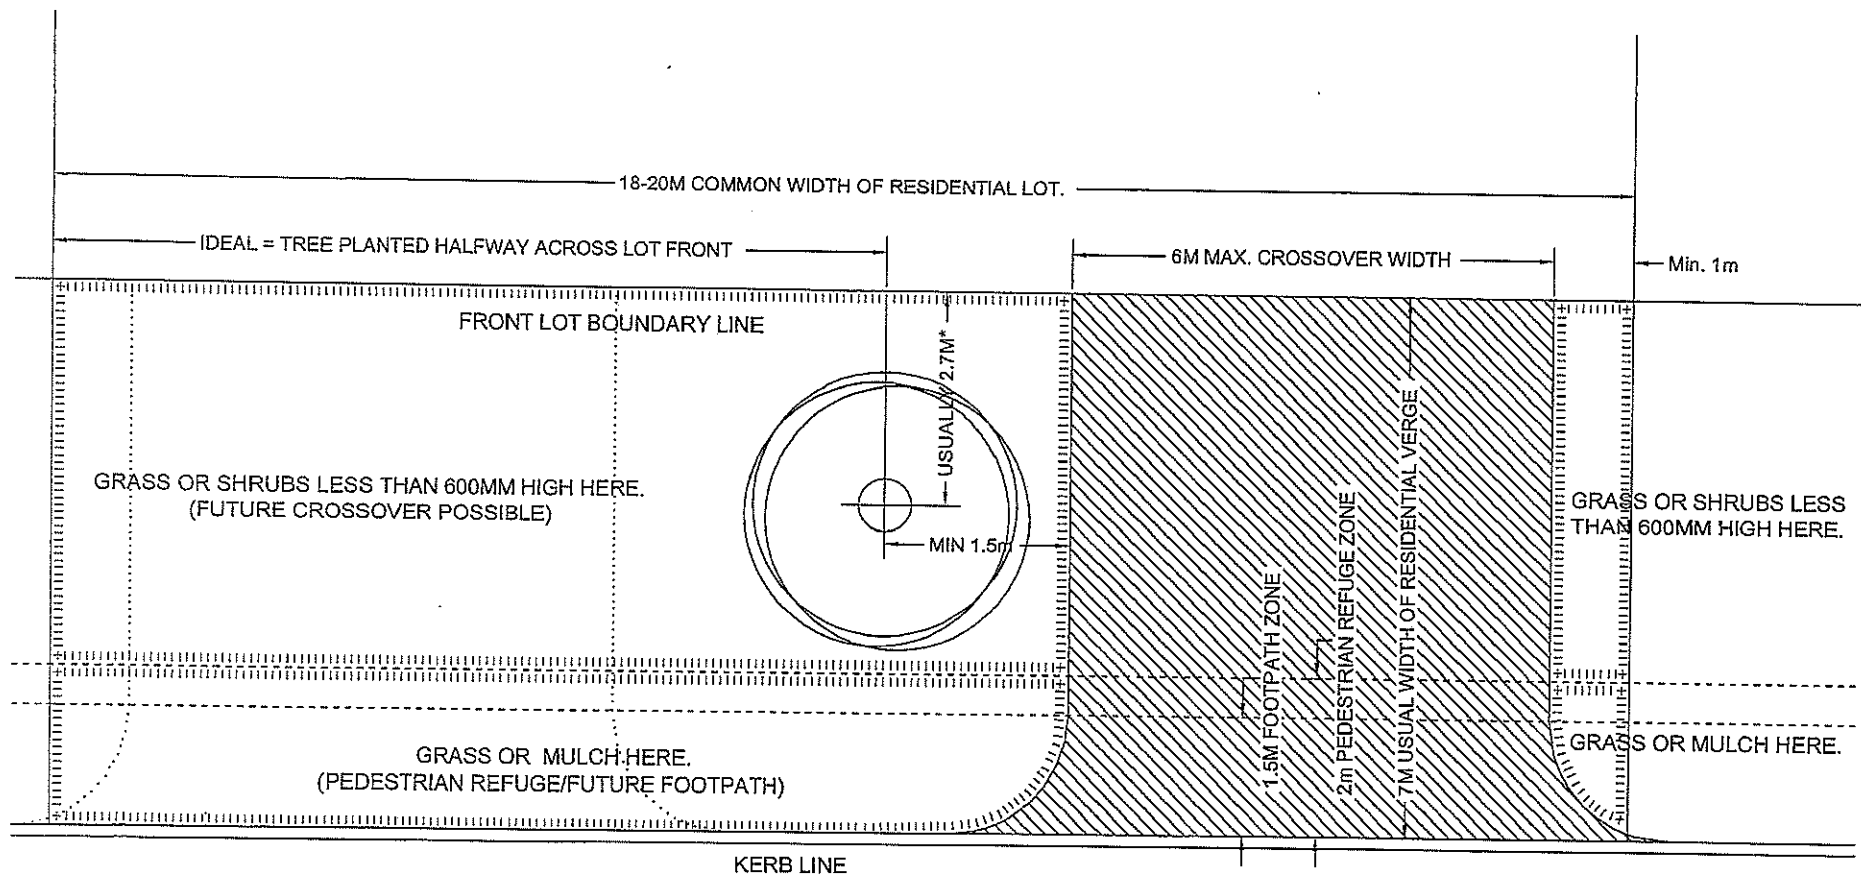 18-20M COMMON WIDTH OF RESIDENTIAL LOT.
IDEAL = TREE PLANTED HALFWAY ACROSS LOT FRONT
6M MAX. CROSSOVER WIDTH
Min. 1m
FRONT LOT BOUNDARY LINE
USUALLY 2.7M*
GRASS OR SHRUBS LESS THAN 600MM HIGH HERE.
(FUTURE CROSSOVER POSSIBLE)
MIN 1.5m
1.5M FOOTPATH ZONE
2m PEDESTRIAN REFUGE ZONE
7M USUAL WIDTH OF RESIDENTIAL VERGE
GRASS OR SHRUBS LESS
THAN 600MM HIGH HERE.
GRASS OR MULCH HERE.
(PEDESTRIAN REFUGE/FUTURE FOOTPATH)
GRASS OR MULCH HERE.
KERB LINE